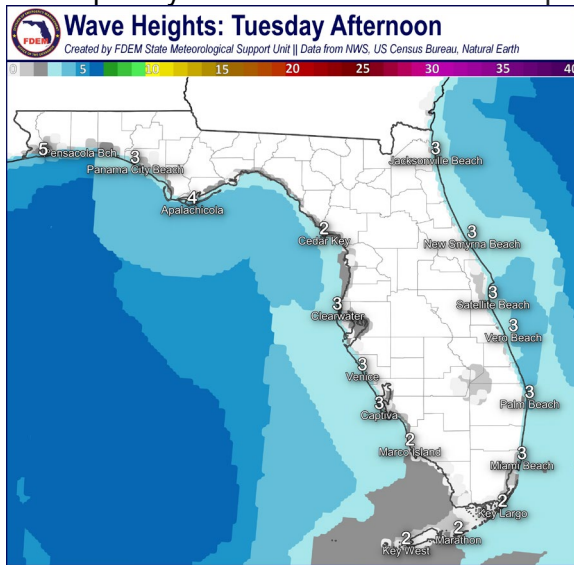 Wave Heights: Tuesday Afternoon
Created by FDEM State Meteorological Support Unit || Data from NWS, US Census Bureau, Natural Earth
0 5 10 15 20 25 30 35 40
5
ensacola Bch
3
Panama City Beach
4
Apalachicola
3
Jacksonville Beach
2
Cedar Key
3
New Smyrna Beach
3
Clearwater
3
Satellite Beach
3
Vero Beach
3
Venice
3
Captiva
3
Palm Beach
2
Marco Island
3
Miami Beach
2
Key Largo
2
Marathon
2
Key West